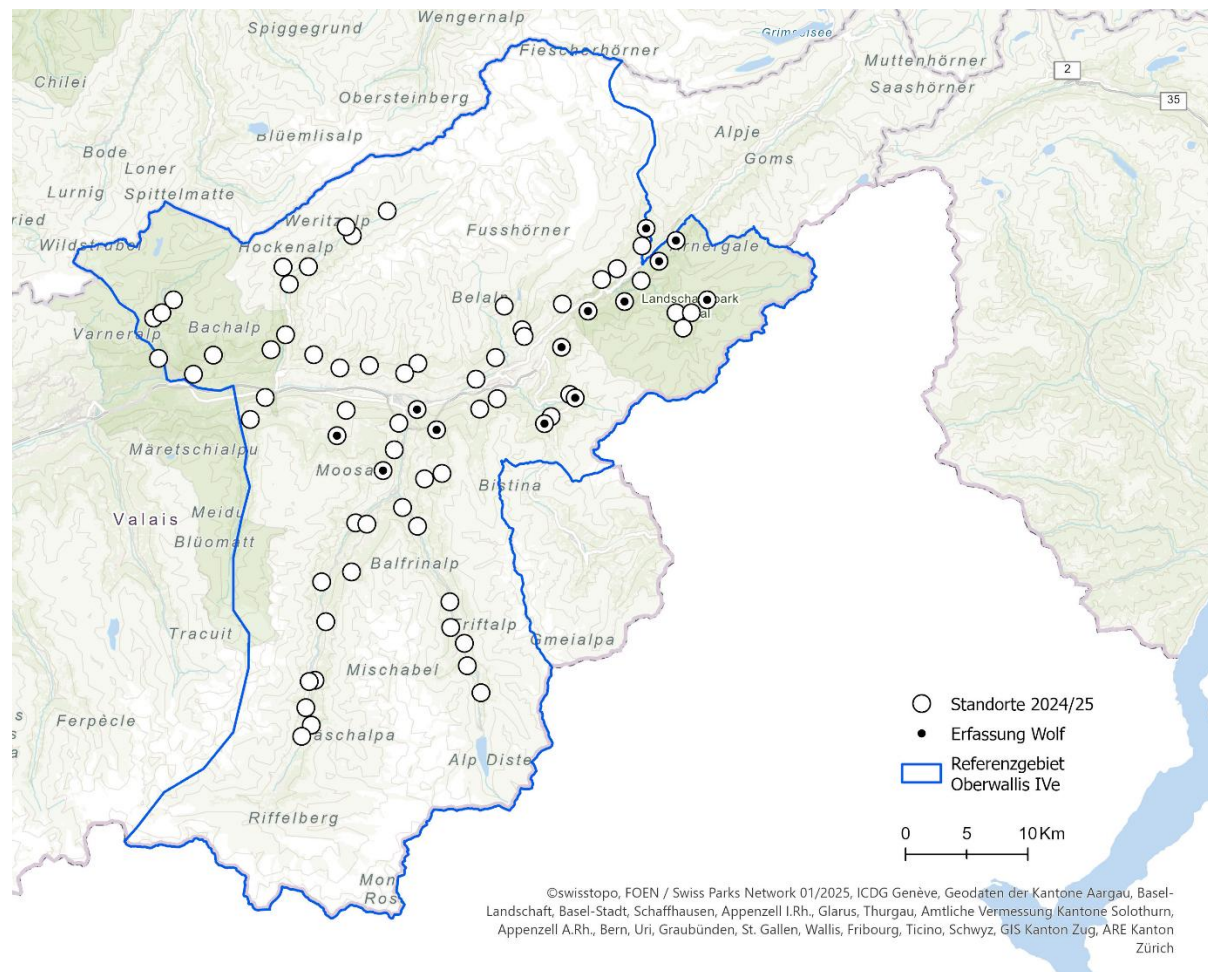 Wengernalp
Spiggegrund
Grimselsee
Fiescherhörner
Muttenhörner
2
Chilei
Saashörner
35
Obersteinberg
Blüemlisalp
Alpje
Bode
Goms
Loner
Lurnig
Spittelmatte
ried
Weritzalp
Fusshörner
Wildstrubel
Hockenalp
Belalp
Landschaftspark
Varneralp
Bachalp
Märetschialpu
Bistina
Valais
Meidu
Blüomatt
Balfrinalp
Tracuit
Triftalp
Gmeialpa
Mischabel
Ferpècle
Alp Diste
Riffelberg
Mon
Ros
Standorte 2024/25
Erfassung Wolf
Referenzgebiet
Oberwallis IVe
0 5 10 Km
©swisstopo, FOEN / Swiss Parks Network 01/2025, ICDG Genève, Geodaten der Kantone Aargau, Basel-
Landschaft, Basel-Stadt, Schaffhausen, Appenzell I.Rh., Glarus, Thurgau, Amtliche Vermessung Kantone Solothurn,
Appenzell A.Rh., Bern, Uri, Graubünden, St. Gallen, Wallis, Fribourg, Ticino, Schwyz, GIS Kanton Zug, ARE Kanton
Zürich